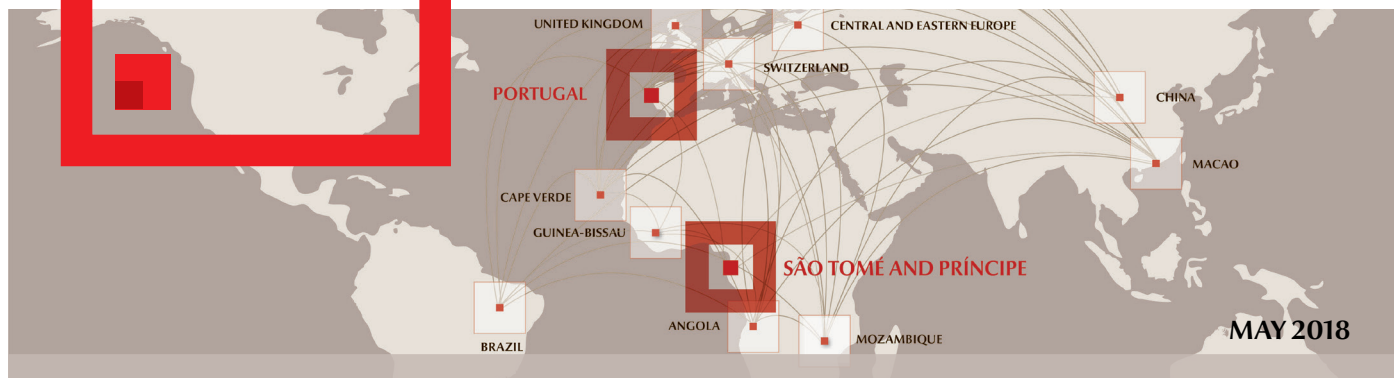 UNITED KINGDOM
CENTRAL AND EASTERN EUROPE
SWITZERLAND
PORTUGAL
CHINA
MACAO
CAPE VERDE
GUINEA-BISSAU
SÃO TOMÉ AND PRÍNCIPE
ANGOLA
MAY 2018
MOZAMBIQUE
BRAZIL